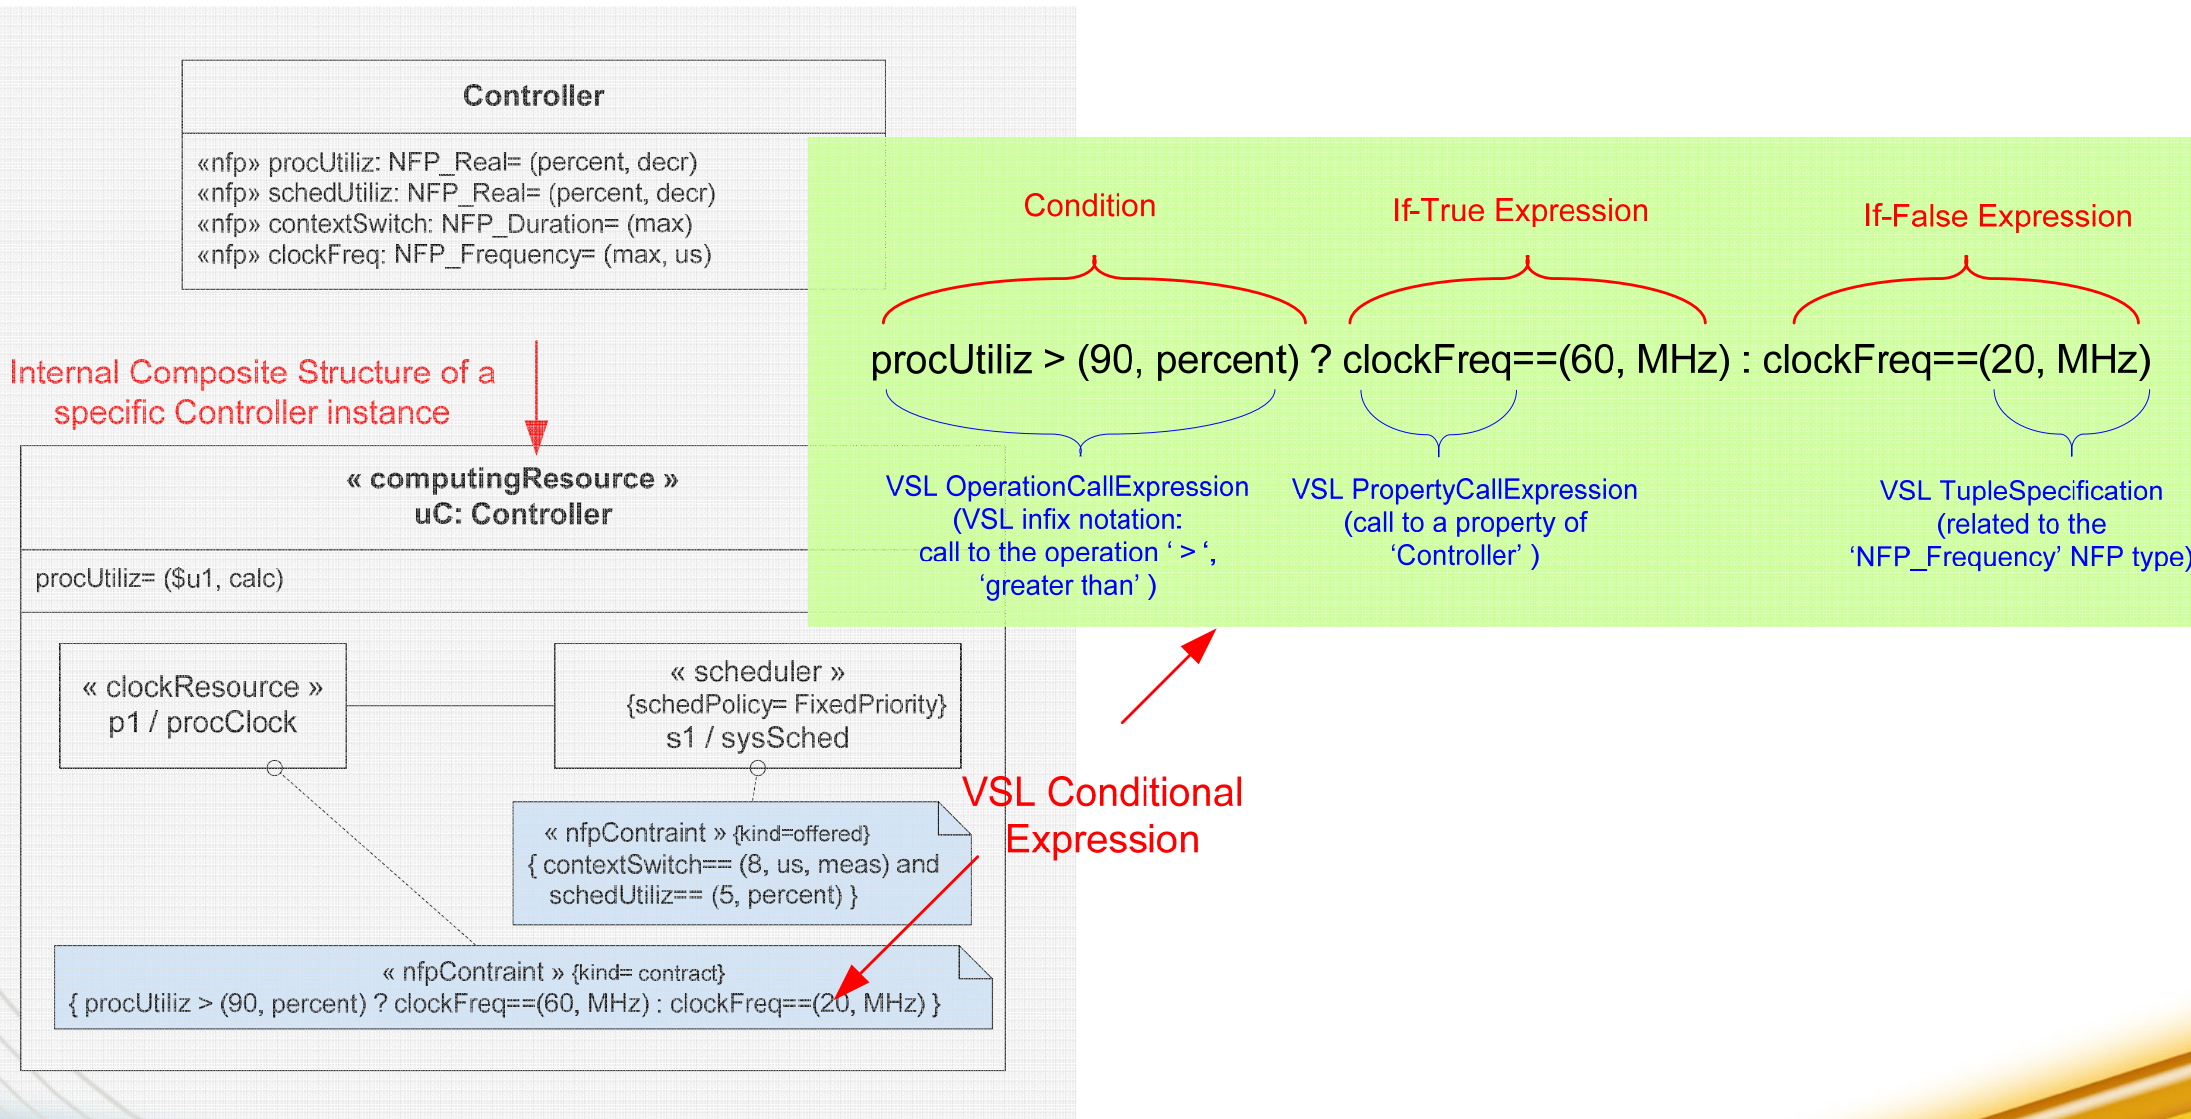 Controller
«nfp» procUtiliz: NFP_Real= (percent, decr)
«nfp» schedUtiliz: NFP_Real= (percent, decr)
«nfp» contextSwitch: NFP_Duration= (max)
«nfp» clockFreq: NFP_Frequency= (max, us)
Internal Composite Structure of a
specific Controller instance
« computingResource »
uC: Controller
procUtiliz= ($u1, calc)
« clockResource »
p1 / procClock
« scheduler »
{schedPolicy= FixedPriority}
s1 / sysSched
« nfpContraint » {kind=offered}
{ contextSwitch== (8, us, meas) and
schedUtiliz== (5, percent) }
« nfpContraint » {kind= contract}
{ procUtiliz > (90, percent) ? clockFreq==(60, MHz) : clockFreq==(20, MHz) }
Condition
If-True Expression
If-False Expression
procUtiliz > (90, percent) ? clockFreq==(60, MHz) : clockFreq==(20, MHz)
VSL OperationCallExpression
(VSL infix notation:
call to the operation ‘ > ‘,
‘greater than’ )
VSL PropertyCallExpression
(call to a property of
‘Controller’ )
VSL TupleSpecification
(related to the
‘NFP_Frequency’ NFP type)
VSL Conditional
Expression